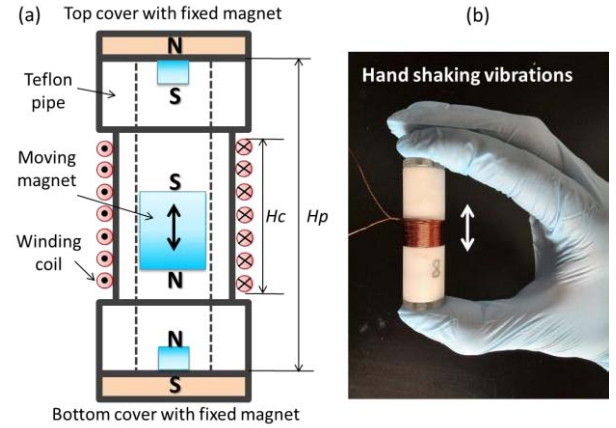 (a)
Top cover with fixed magnet
N
S
Teflon
pipe
Moving
magnet
Winding
coil
S
N
Hc
Hp
N
S
Bottom cover with fixed magnet
(b)
Hand shaking vibrations
8